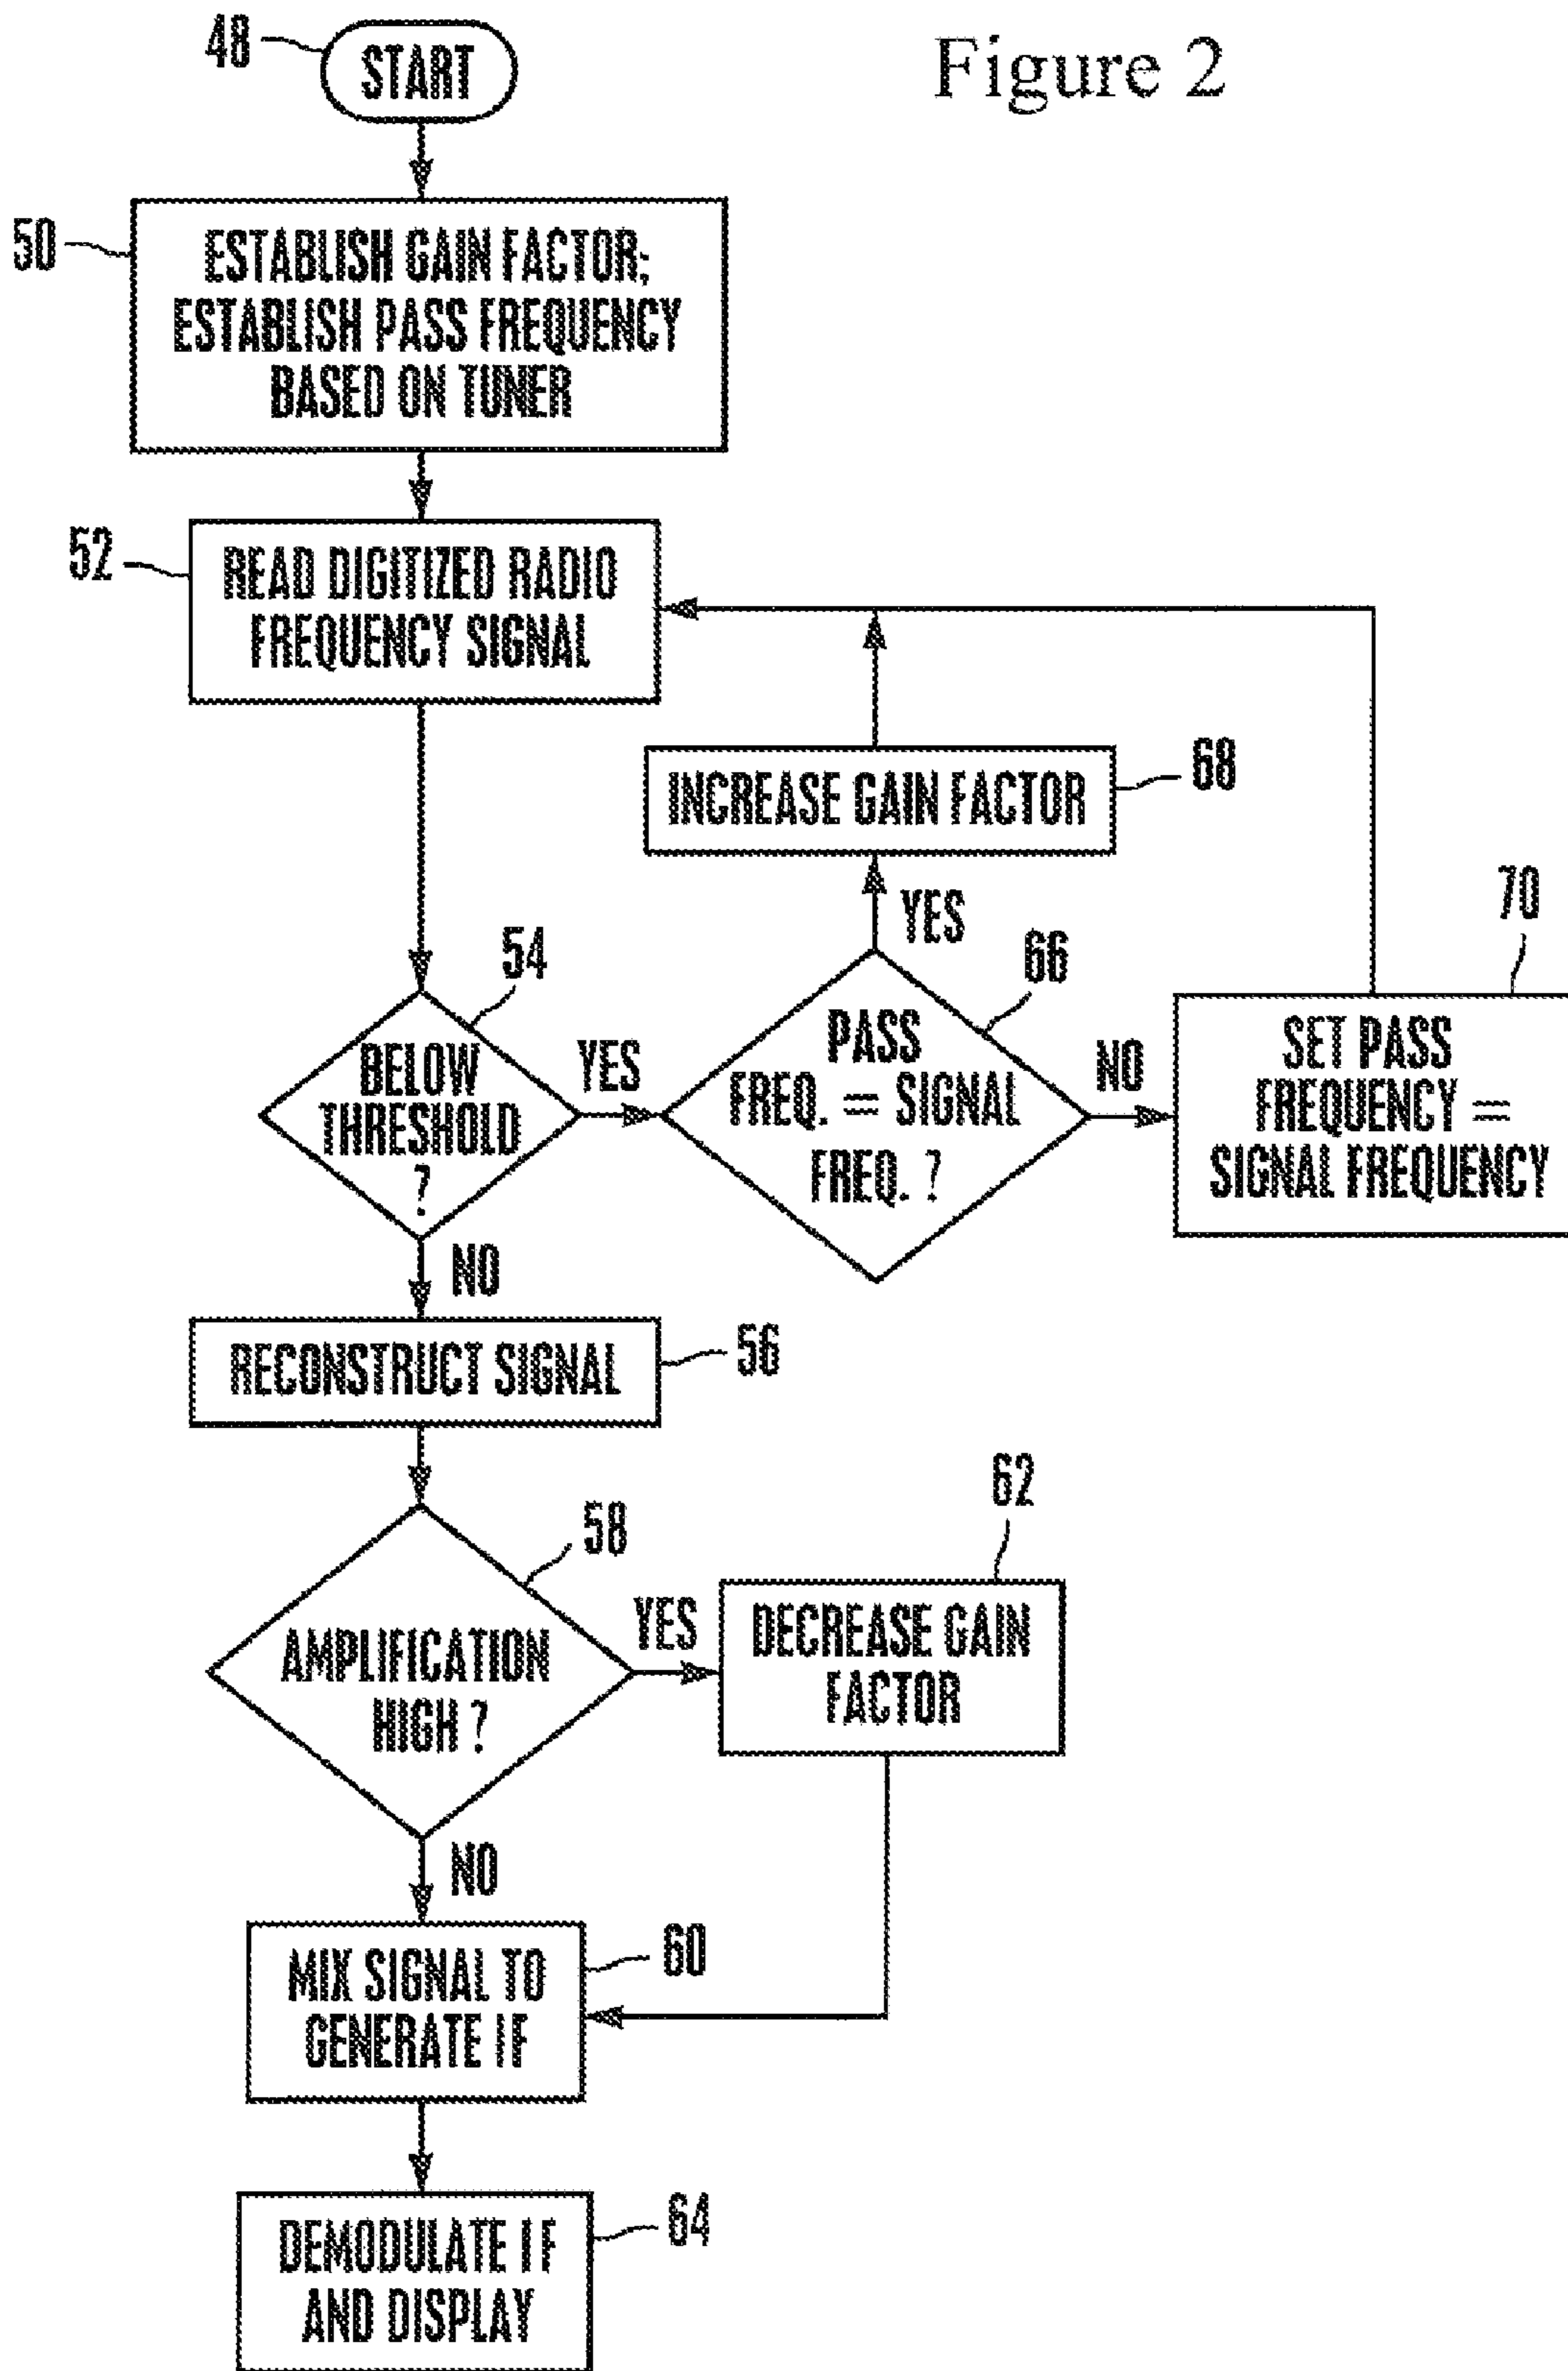 Figure 2
48
START
50
ESTABLISH GAIN FACTOR;
ESTABLISH PASS FREQUENCY
BASED ON TUNER
52
READ DIGITIZED RADIO
FREQUENCY SIGNAL
INCREASE GAIN FACTOR
68
YES
54
BELOW
THRESHOLD
?
YES
66
PASS
FREQ. = SIGNAL
FREQ. ?
NO
70
SET PASS
FREQUENCY =
SIGNAL FREQUENCY
NO
RECONSTRUCT SIGNAL
56
58
AMPLIFICATION
HIGH ?
YES
62
DECREASE GAIN
FACTOR
NO
MIX SIGNAL TO
GENERATE IF
60
DEMODULATE IF
AND DISPLAY
64